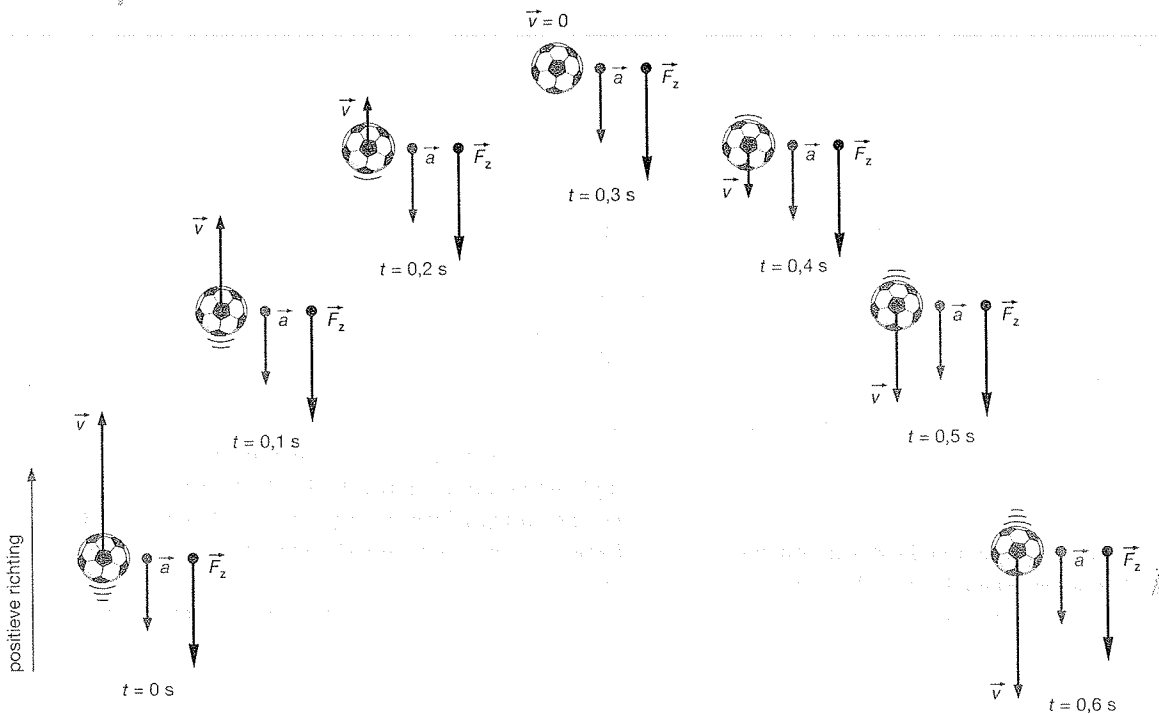 v⃗ = 0
a⃗
F⃗z
t = 0,3 s
v⃗
a⃗
F⃗z
t = 0,2 s
v⃗
a⃗
F⃗z
t = 0,4 s
v⃗
a⃗
F⃗z
t = 0,1 s
v⃗
a⃗
F⃗z
t = 0,5 s
positieve richting
v⃗
a⃗
F⃗z
t = 0 s
v⃗
a⃗
F⃗z
t = 0,6 s